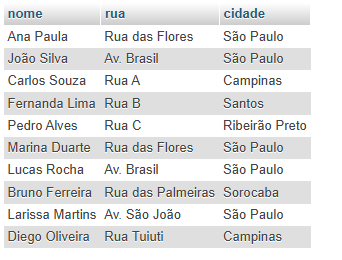 nome rua cidade
Ana Paula Rua das Flores São Paulo
João Silva Av. Brasil São Paulo
Carlos Souza Rua A Campinas
Fernanda Lima Rua B Santos
Pedro Alves Rua C Ribeirão Preto
Marina Duarte Rua das Flores São Paulo
Lucas Rocha Av. Brasil São Paulo
Bruno Ferreira Rua das Palmeiras Sorocaba
Larissa Martins Av. São João São Paulo
Diego Oliveira Rua Tuiuti Campinas